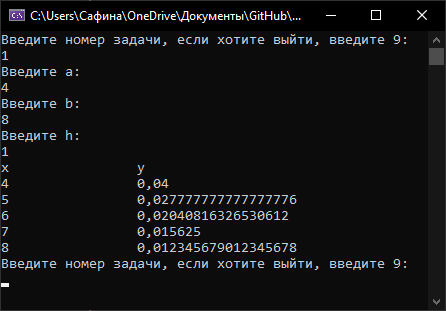 C:\Users\Сафина\OneDrive\Документы\GitHub\...
Введите номер задачи, если хотите выйти, введите 9:
1
Введите a:
4
Введите b:
8
Введите h:
1
x y
4 0,04
5 0,027777777777777776
6 0,02040816326530612
7 0,015625
8 0,012345679012345678
Введите номер задачи, если хотите выйти, введите 9: